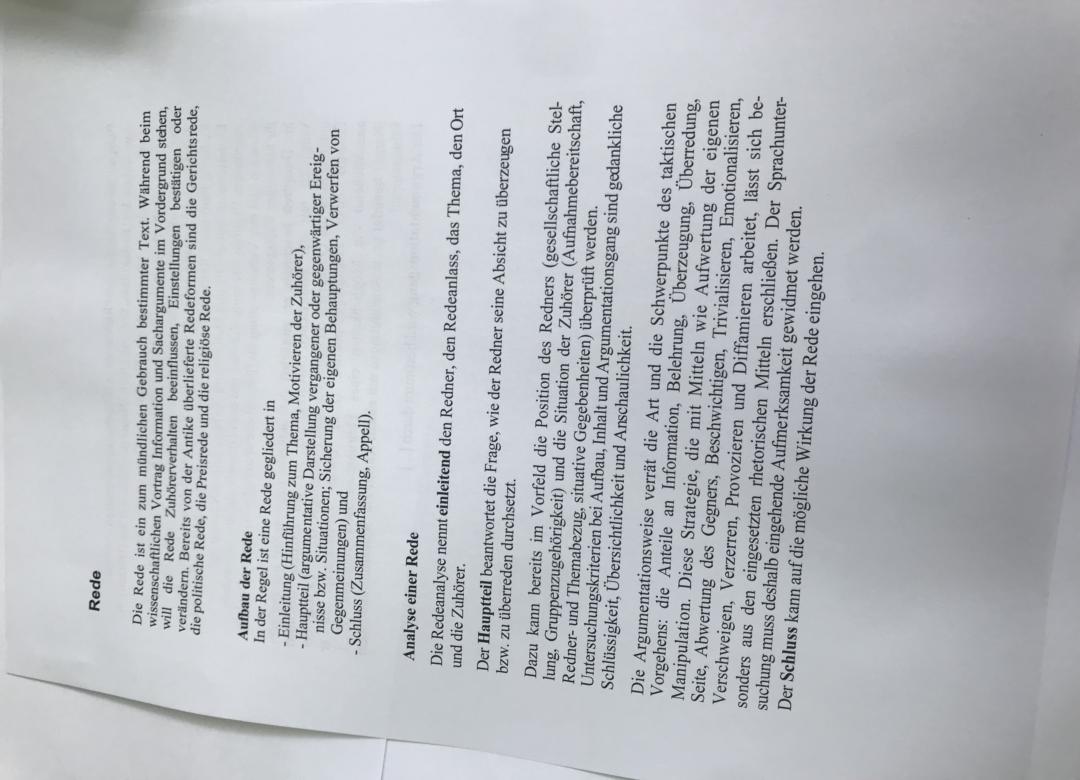 Rede
Die Rede ist ein zum mündlichen Gebrauch bestimmter Text. Während beim
wissenschaftlichen Vortrag Information und Sachargumente im Vordergrund stehen,
will die Rede Zuhörerverhalten beeinflussen, Einstellungen bestätigen oder
verändern. Bereits von der Antike überlieferte Redeformen sind die Gerichtsrede,
die politische Rede, die Preisrede und die religiöse Rede.
Aufbau der Rede
In der Regel ist eine Rede gegliedert in
- Einleitung (Hinführung zum Thema, Motivieren der Zuhörer),
- Hauptteil (argumentative Darstellung vergangener oder gegenwärtiger Ereig-
nisse bzw. Situationen; Sicherung der eigenen Behauptungen, Verwerfen von
Gegenmeinungen) und
- Schluss (Zusammenfassung, Appell).
Analyse einer Rede
Die Redeanalyse nennt einleitend den Redner, den Redeanlass, das Thema, den Ort
und die Zuhörer.
Der Hauptteil beantwortet die Frage, wie der Redner seine Absicht zu überzeugen
bzw. zu überreden durchsetzt.
Dazu kann bereits im Vorfeld die Position des Redners (gesellschaftliche Stel-
lung, Gruppenzugehörigkeit) und die Situation der Zuhörer (Aufnahmebereitschaft,
Redner- und Themabezug, situative Gegebenheiten) überprüft werden.
Untersuchungskriterien bei Aufbau, Inhalt und Argumentationsgang sind gedankliche
Schlüssigkeit, Übersichtlichkeit und Anschaulichkeit.
Die Argumentationsweise verrät die Art und die Schwerpunkte des taktischen
Vorgehens: die Anteile an Information, Belehrung, Überzeugung, Überredung,
Manipulation. Diese Strategie, die mit Mitteln wie Aufwertung der eigenen
Seite, Abwertung des Gegners, Beschwichtigen, Trivialisieren, Emotionalisieren,
Verschweigen, Verzerren, Provozieren und Diffamieren arbeitet, lässt sich be-
sonders aus den eingesetzten rhetorischen Mitteln erschließen. Der Sprachunter-
suchung muss deshalb eingehende Aufmerksamkeit gewidmet werden.
Der Schluss kann auf die mögliche Wirkung der Rede eingehen.